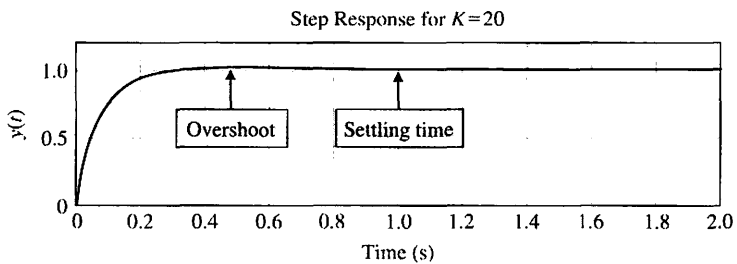 Step Response for K=20
1.0
0.5
0
y(t)
Overshoot
Settling time
0 0.2 0.4 0.6 0.8 1.0 1.2 1.4 1.6 1.8 2.0
Time (s)